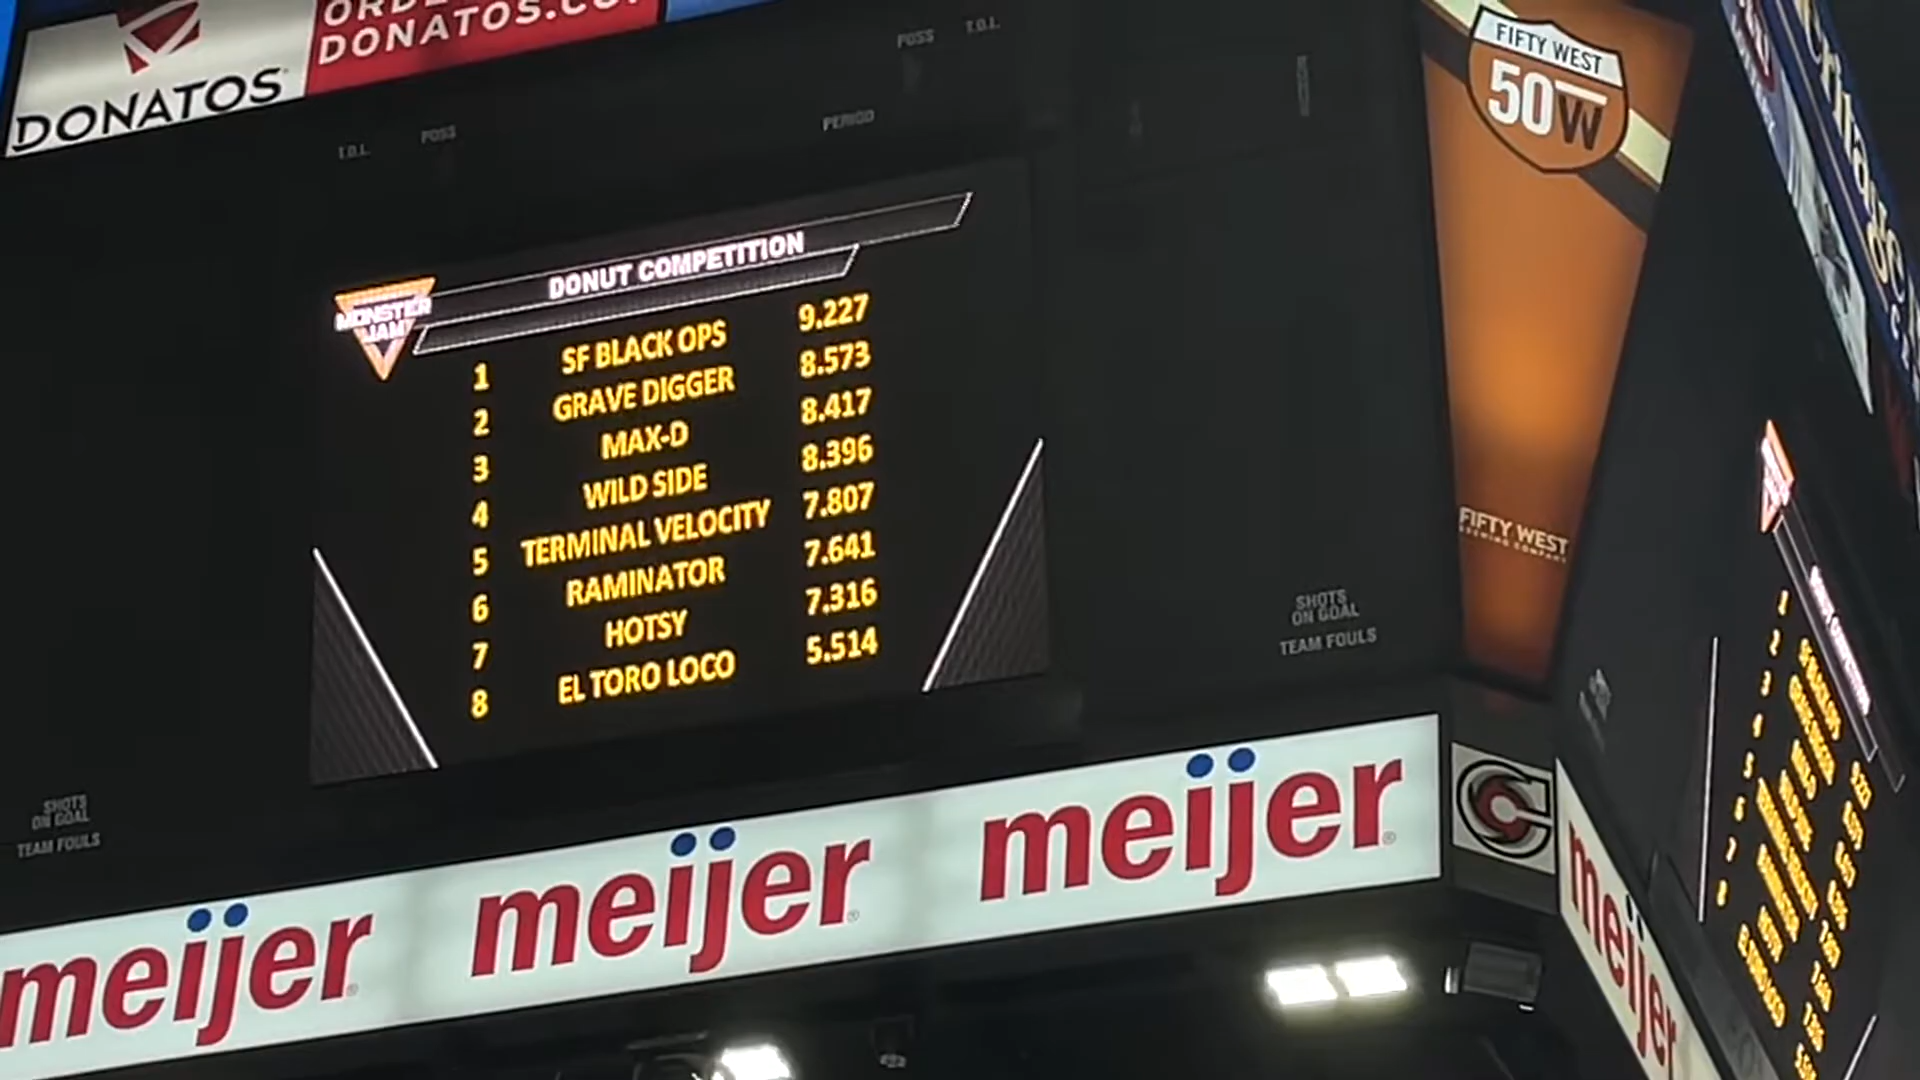 DONATOS
DONATOS.CO
T.O.L.
POSS
PERIOD
POSS
T.O.L.
FIFTY WEST
50W
MONSTER
JAM
DONUT COMPETITION
1 SF BLACK OPS 9.227
2 GRAVE DIGGER 8.573
3 MAX-D 8.417
4 WILD SIDE 8.396
5 TERMINAL VELOCITY 7.807
6 RAMINATOR 7.641
7 HOTSY 7.316
8 EL TORO LOCO 5.514
FIFTY WEST
BREWING COMPANY
SHOTS
ON GOAL
TEAM FOULS
SHOTS
ON GOAL
TEAM FOULS
meijer meijer meijer
meijer